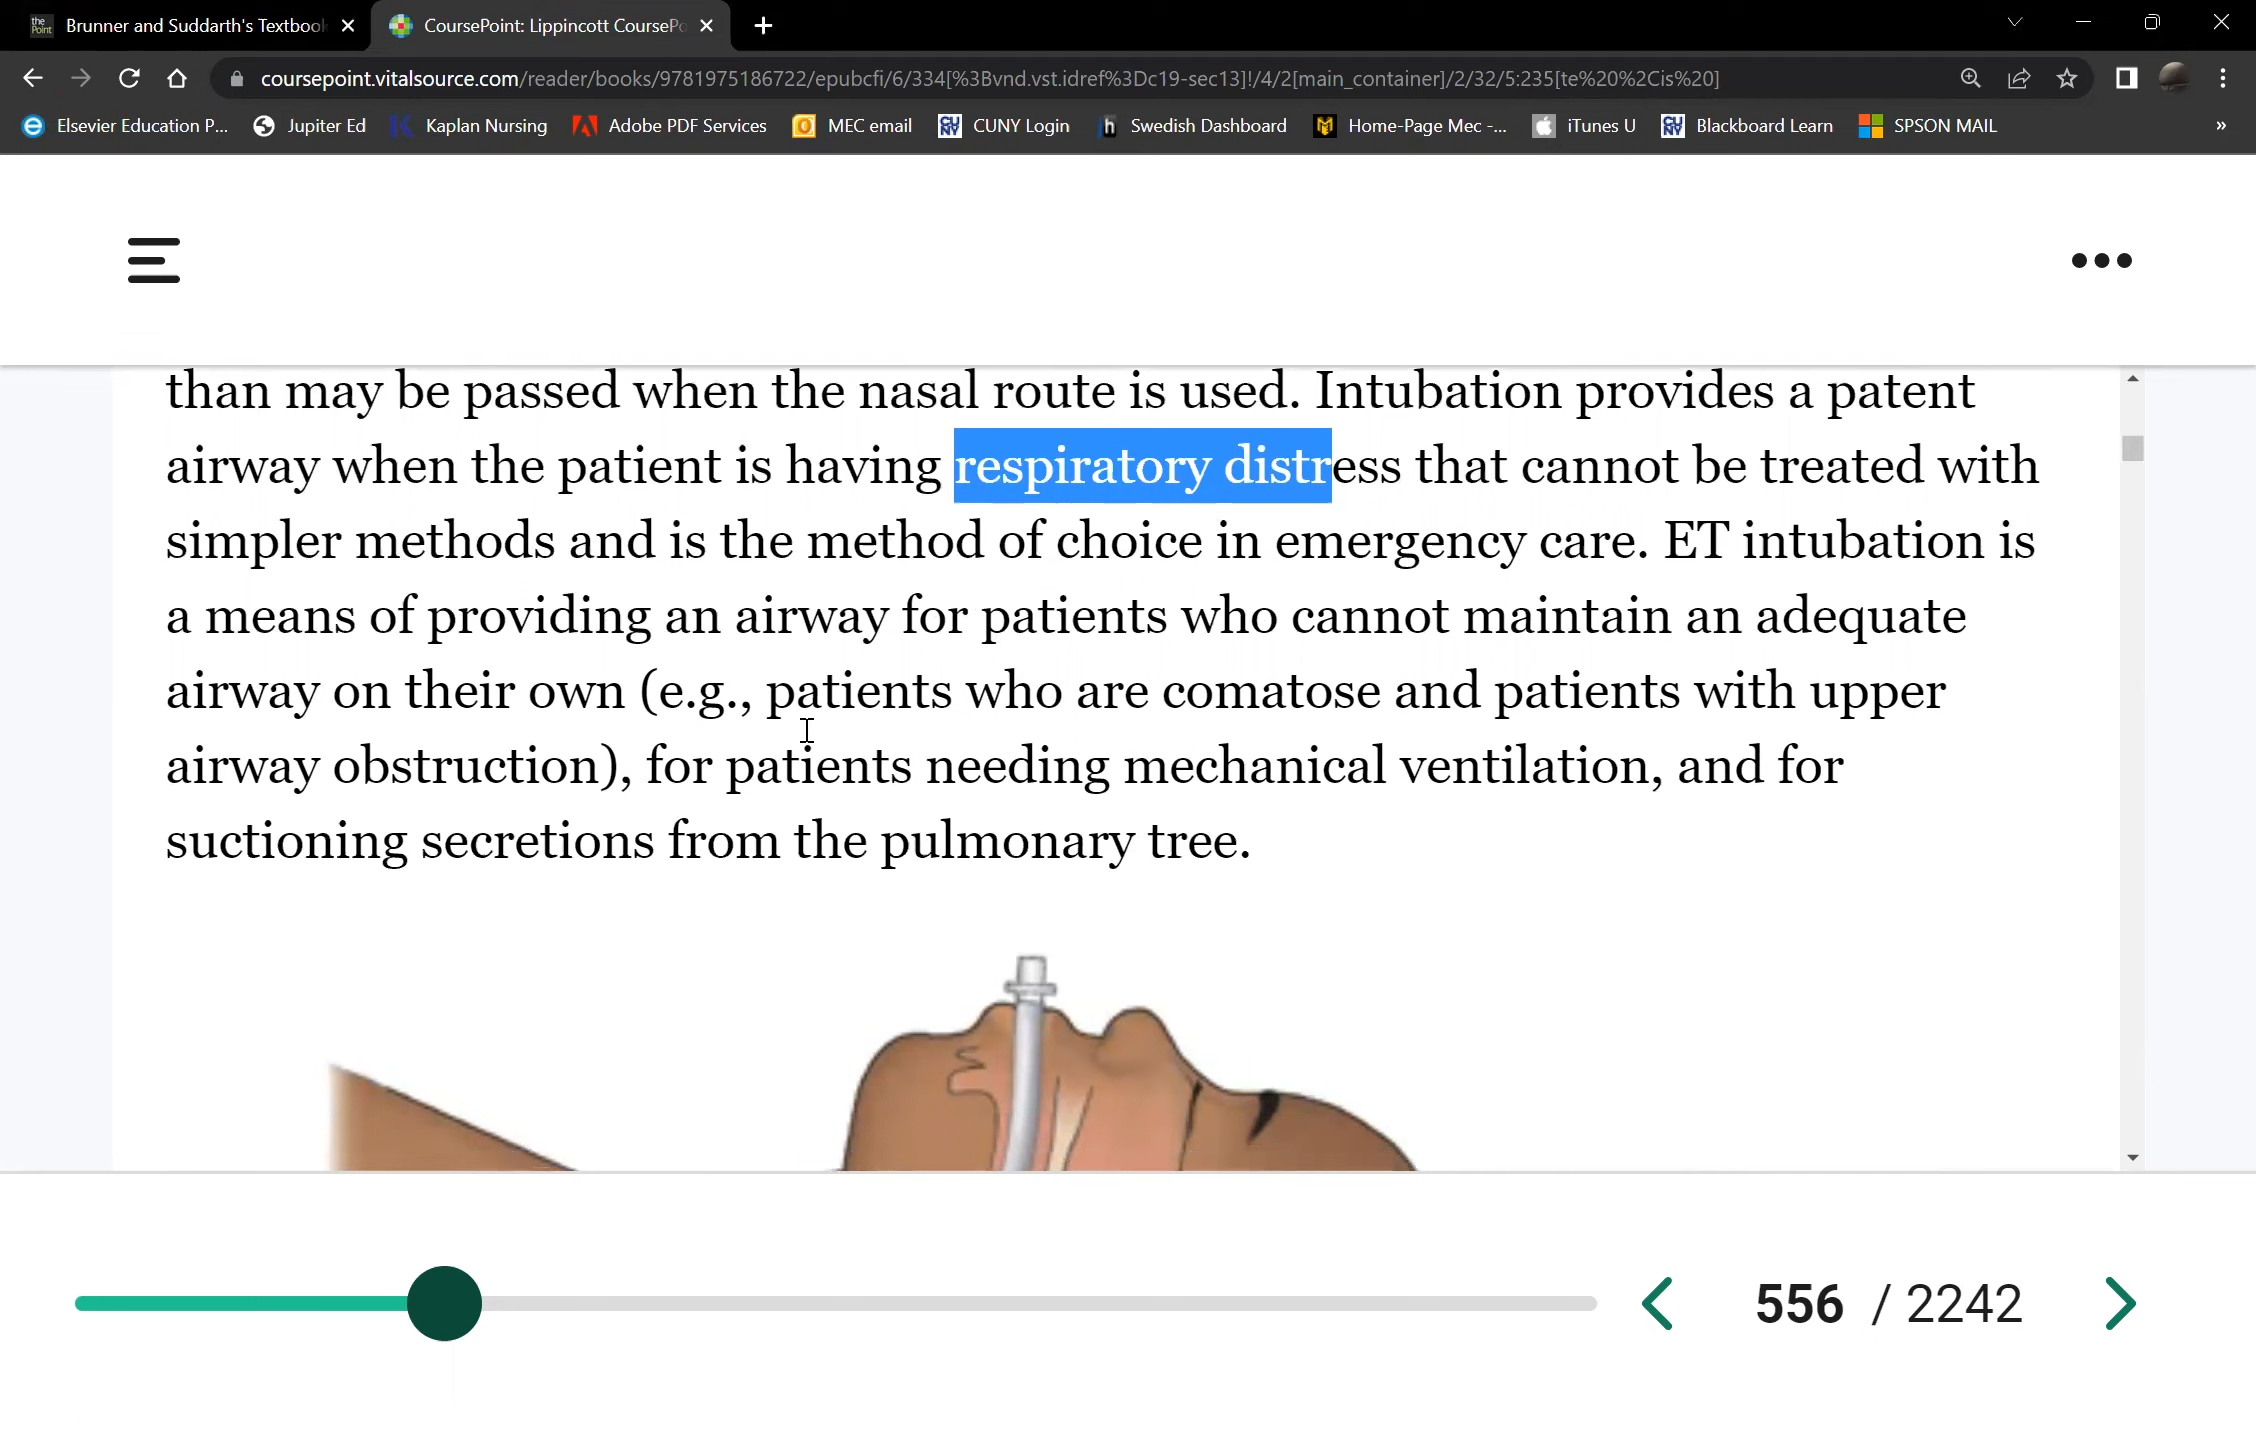 the Point Brunner and Suddarth's Textbook
CoursePoint: Lippincott CoursePo
coursepoint.vitalsource.com/reader/books/9781975186722/epubcfi/6/334[%3Bvnd.vst.idref%3Dc19-sec13]!/4/2[main_container]/2/32/5:235[te%20%2Cis%20]
Elsevier Education P... Jupiter Ed Kaplan Nursing Adobe PDF Services MEC email CUNY Login Swedish Dashboard Home-Page Mec -... iTunes U Blackboard Learn SPSON MAIL »
than may be passed when the nasal route is used. Intubation provides a patent
airway when the patient is having respiratory distress that cannot be treated with
simpler methods and is the method of choice in emergency care. ET intubation is
a means of providing an airway for patients who cannot maintain an adequate
airway on their own (e.g., patients who are comatose and patients with upper
airway obstruction), for patients needing mechanical ventilation, and for
suctioning secretions from the pulmonary tree.
556 / 2242